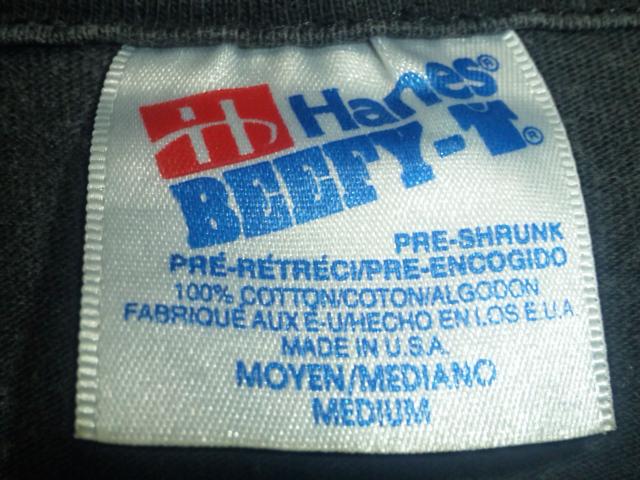 H Hanes®
BEEFY-T®
PRE-SHRUNK
PRÉ-RÉTRÉCI/PRE-ENCOGIDO
100% COTTON/COTON/ALGODON
FABRIQUÉ AUX É-U/HECHO EN LOS E.U.A.
MADE IN U.S.A.
MOYEN/MEDIANO
MEDIUM